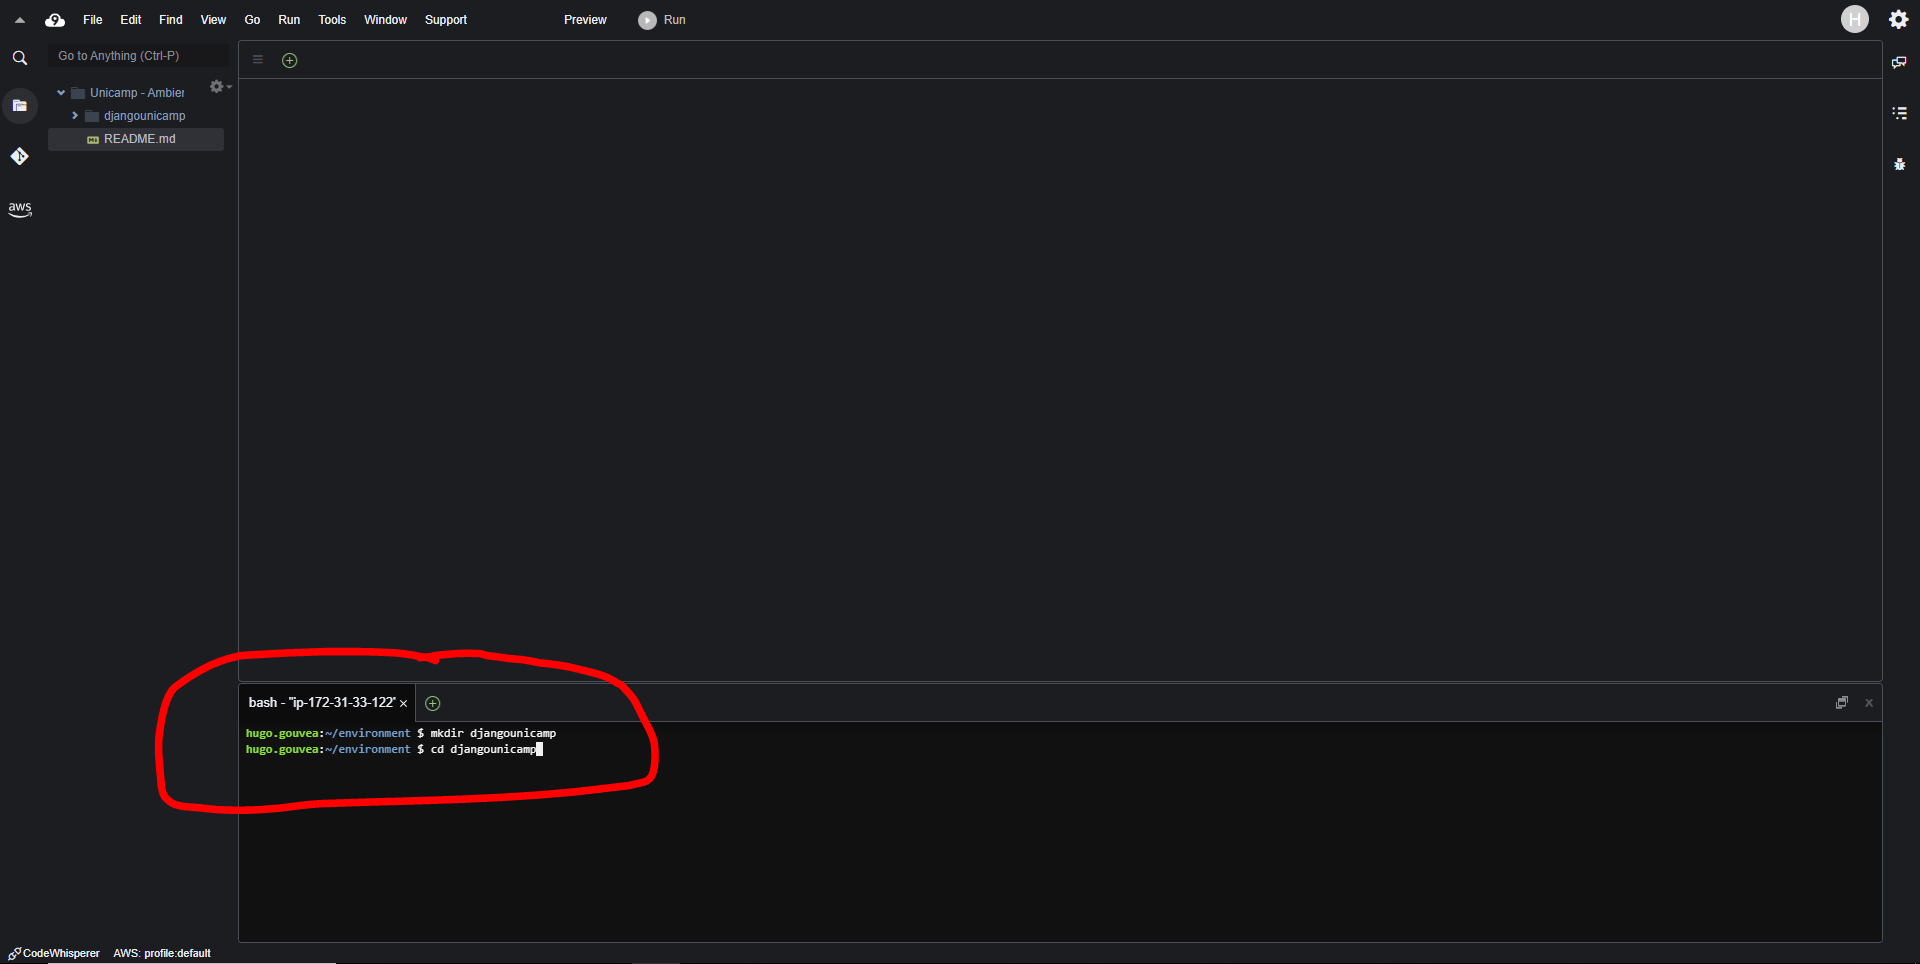 9 File Edit Find View Go Run Tools Window Support Preview Run H
Go to Anything (Ctrl-P)
Unicamp - Ambier
djangounicamp
README.md
aws
bash - "ip-172-31-33-122"
hugo.gouvea:~/environment $ mkdir djangounicamp
hugo.gouvea:~/environment $ cd djangounicamp
CodeWhisperer AWS: profile:default